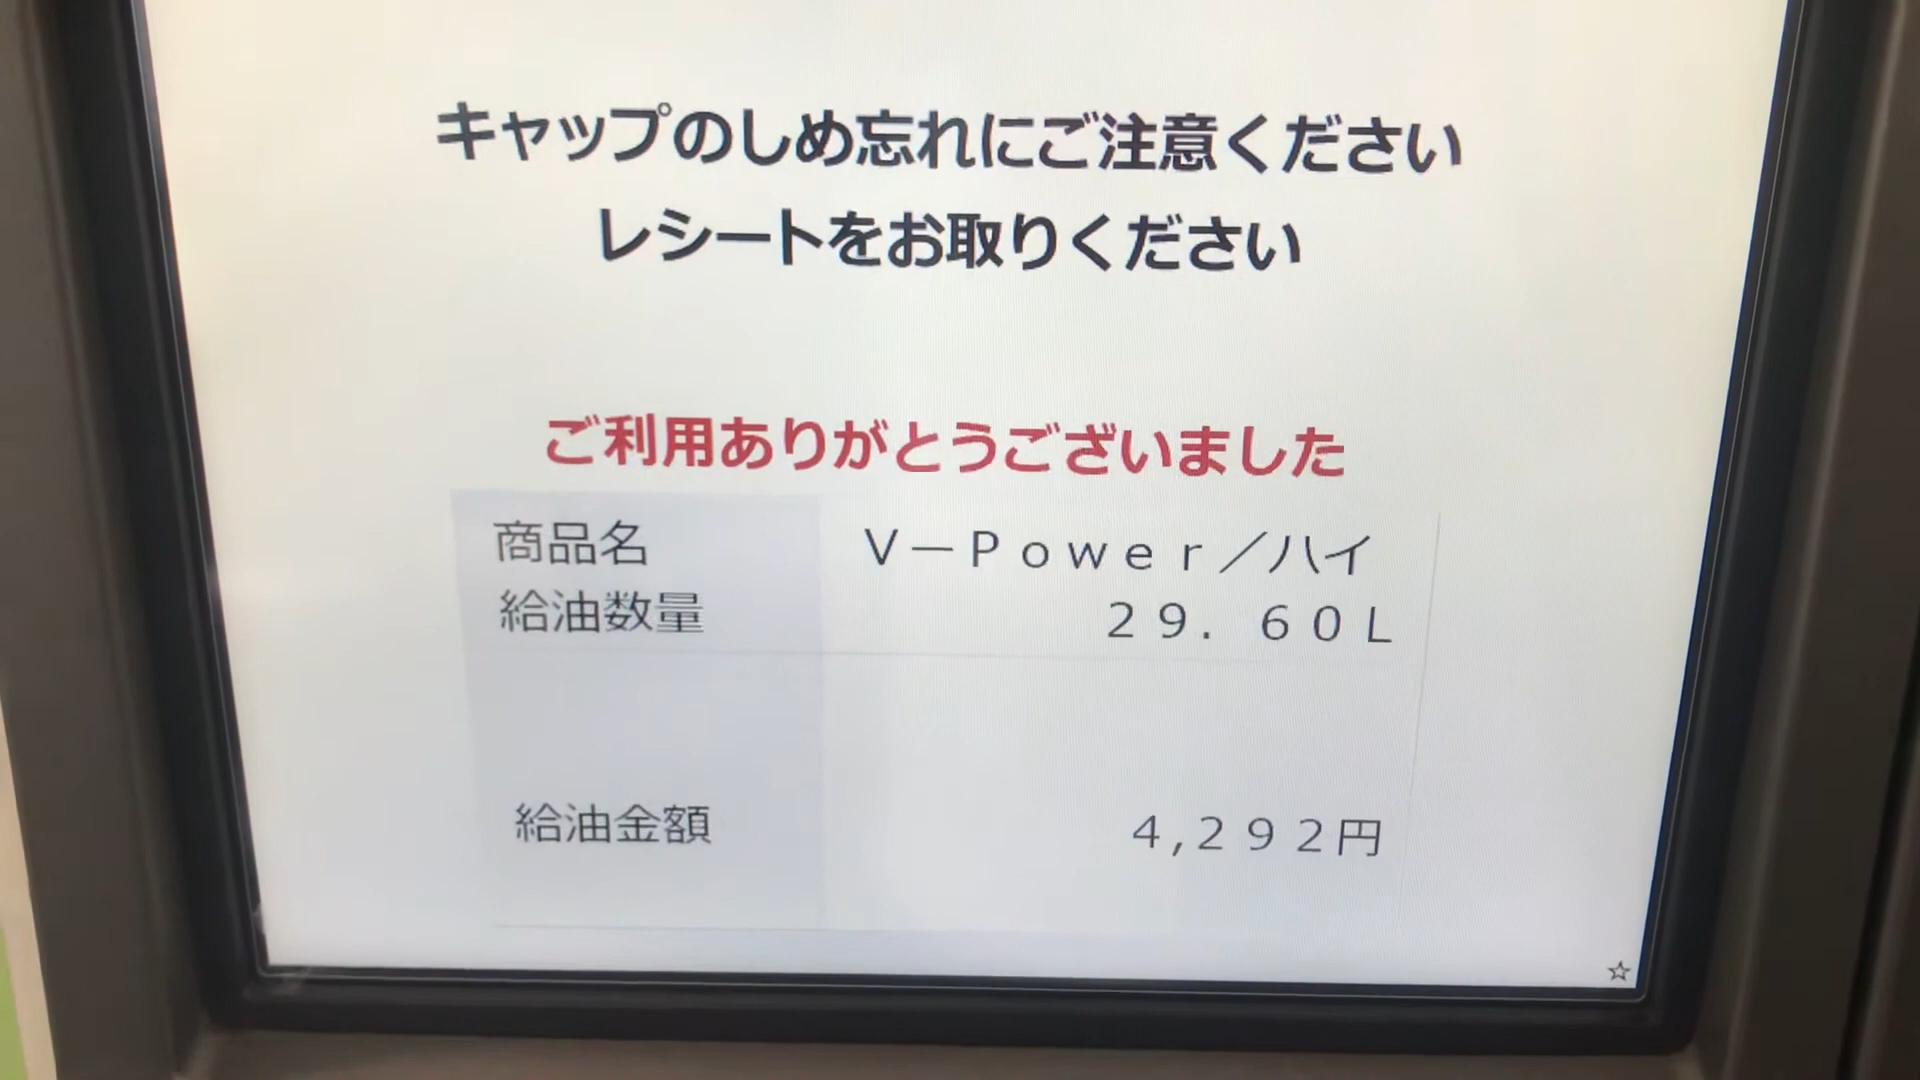 キャップのしめ忘れにご注意ください
レシートをお取りください
ご利用ありがとうございました
商品名 Ｖ－Ｐｏｗｅｒ／ハイ
給油数量 ２９．６０Ｌ
給油金額 ４,２９２円
☆